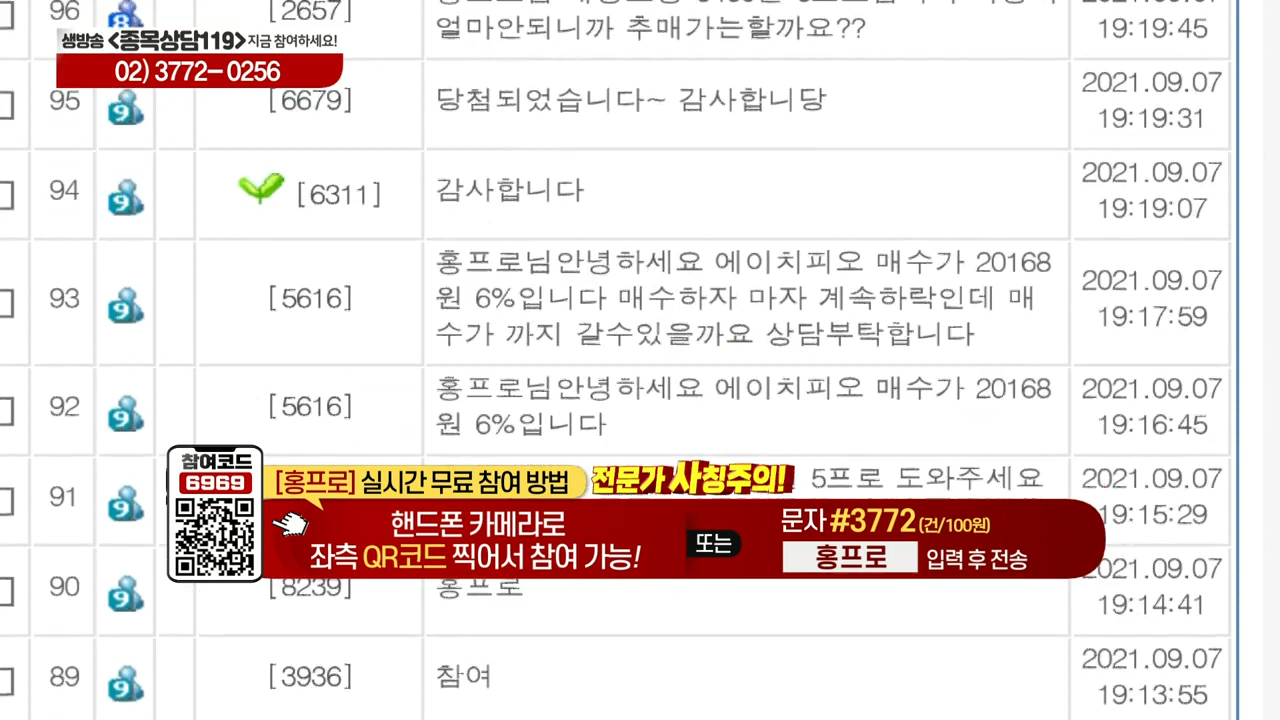 96
[2657]
얼마안되니까 추매가는할까요??
19:19:45
생방송 <종목상담119> 지금 참여하세요!
02) 3772-0256
95
9
[6679]
당첨되었습니다~ 감사합니당
2021.09.07
19:19:31
94
9
[6311]
감사합니다
2021.09.07
19:19:07
93
9
[5616]
홍프로님안녕하세요 에이치피오 매수가 20168
원 6%입니다 매수하자 마자 계속하락인데 매
수가 까지 갈수있을까요 상담부탁합니다
2021.09.07
19:17:59
92
9
[5616]
홍프로님안녕하세요 에이치피오 매수가 20168
원 6%입니다
2021.09.07
19:16:45
91
9
5프로 도와주세요
2021.09.07
19:15:29
참여코드
6969
[홍프로] 실시간 무료 참여 방법
전문가 사칭주의!
핸드폰 카메라로
좌측 QR코드 찍어서 참여 가능!
또는
문자 #3772 (건/100원)
홍프로 입력 후 전송
90
9
[8239]
홍프로
2021.09.07
19:14:41
89
9
[3936]
참여
2021.09.07
19:13:55